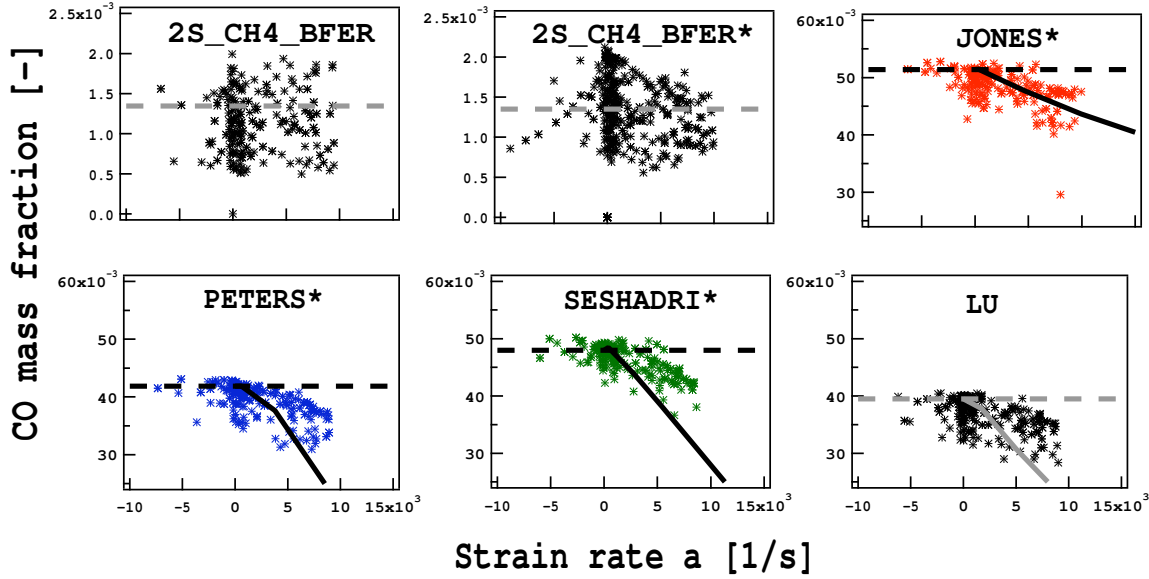 CO mass fraction [-]
2S_CH4_BFER
2.5x10⁻³
2.0
1.5
1.0
0.5
0.0
2S_CH4_BFER*
2.5x10⁻³
2.0
1.5
1.0
0.5
0.0
JONES*
60x10⁻³
50
40
30
PETERS*
60x10⁻³
50
40
30
-10 -5 0 5 10 15x10³
SESHADRI*
60x10⁻³
50
40
30
-10 -5 0 5 10 15x10³
LU
60x10⁻³
50
40
30
-10 -5 0 5 10 15x10³
Strain rate a [1/s]